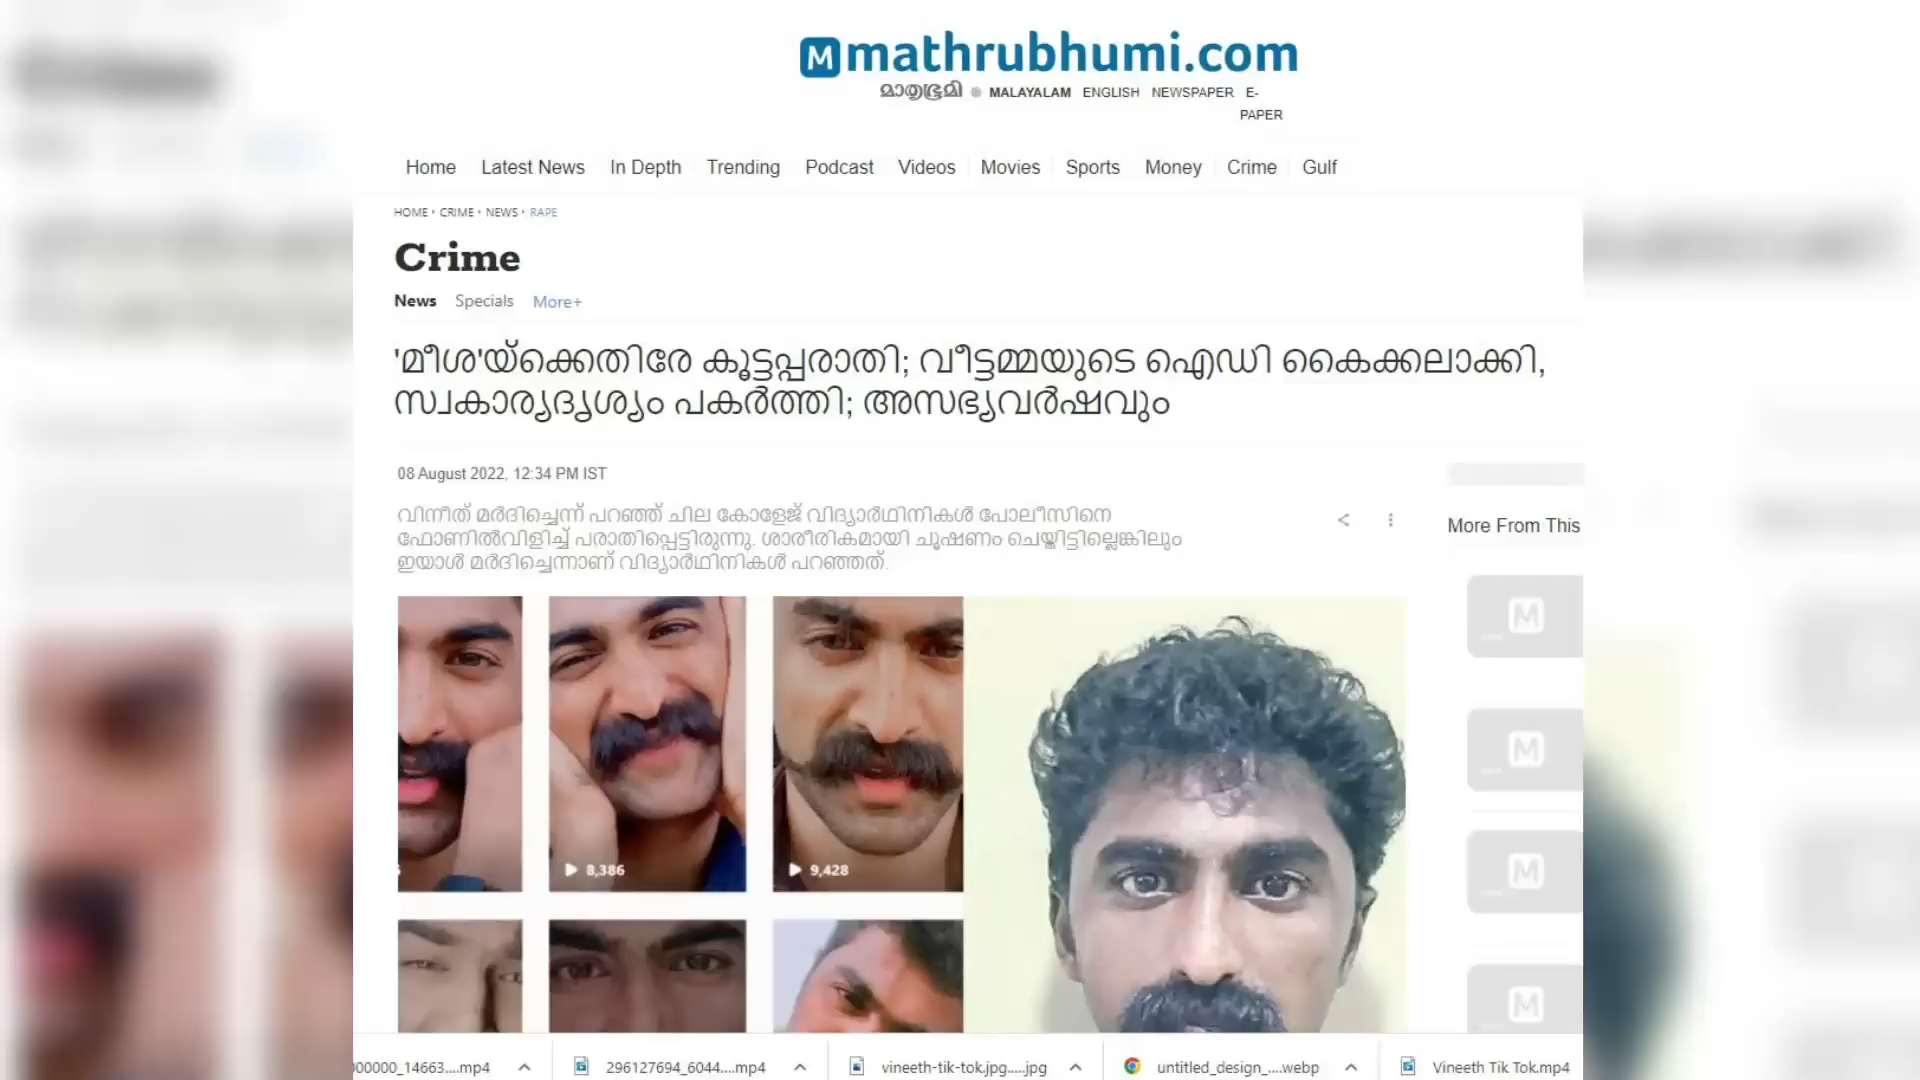 mathrubhumi.com
മാതൃഭൂമി MALAYALAM ENGLISH NEWSPAPER E-
PAPER
Home Latest News In Depth Trending Podcast Videos Movies Sports Money Crime Gulf
HOME CRIME NEWS RAPE
Crime
News Specials More+
'മീശ'യ്ക്കെതിരേ കൂട്ടപ്പരാതി; വീട്ടമ്മയുടെ ഐഡി കൈക്കലാക്കി,
സ്വകാര്യദൃശ്യം പകർത്തി; അസഭ്യവർഷവും
08 August 2022, 12:34 PM IST
വിനീത് മർദിച്ചെന്ന് പറഞ്ഞ് ചില കോളേജ് വിദ്യാർഥിനികൾ പോലീസിനെ
ഫോണിൽവിളിച്ച് പരാതിപ്പെട്ടിരുന്നു. ശാരീരികമായി ചൂഷണം ചെയ്തിട്ടില്ലെങ്കിലും
ഇയാൾ മർദിച്ചെന്നാണ് വിദ്യാർഥിനികൾ പറഞ്ഞത്.
More From This
8,386
9,428
000000_14663....mp4 296127694_6044....mp4 vineeth-tik-tok.jpg.....jpg untitled_design_....webp Vineeth Tik Tok.mp4